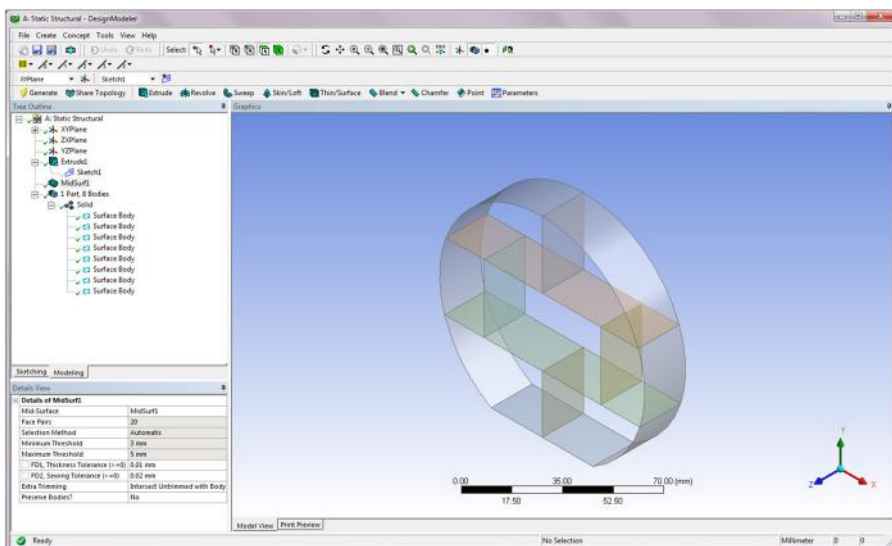 A: Static Structural - DesignModeler
File Create Concept Tools View Help
Undo Redo Select:
XYPlane Sketch1
Generate Share Topology Extrude Revolve Sweep Skin/Loft Thin/Surface Blend Chamfer Point Parameters
Tree Outline
Graphics
A: Static Structural
XYPlane
ZXPlane
YZPlane
Extrude1
Sketch1
MidSurf1
1 Part, 8 Bodies
Solid
Surface Body
Surface Body
Surface Body
Surface Body
Surface Body
Surface Body
Surface Body
Surface Body
Sketching Modeling
Details View
Details of MidSurf1
Mid-Surface MidSurf1
Face Pairs 20
Selection Method Automatic
Minimum Threshold 3 mm
Maximum Threshold 5 mm
FD1, Thickness Tolerance (>=0) 0.01 mm
FD2, Sewing Tolerance (>=0) 0.02 mm
Extra Trimming Intersect Untrimmed with Body
Preserve Bodies? No
0.00 35.00 70.00 (mm)
17.50 52.50
Y
Z X
Model View Print Preview
Ready No Selection Millimeter 0 0